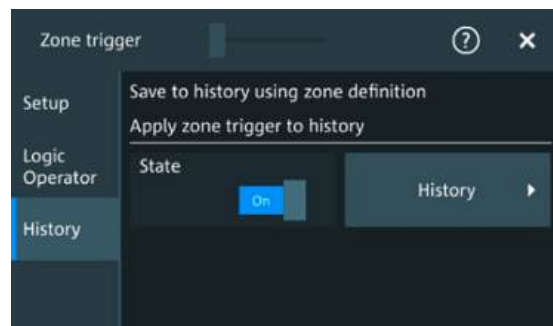 Zone trigger
?
Setup
Logic
Operator
History
Save to history using zone definition
Apply zone trigger to history
State
On
History